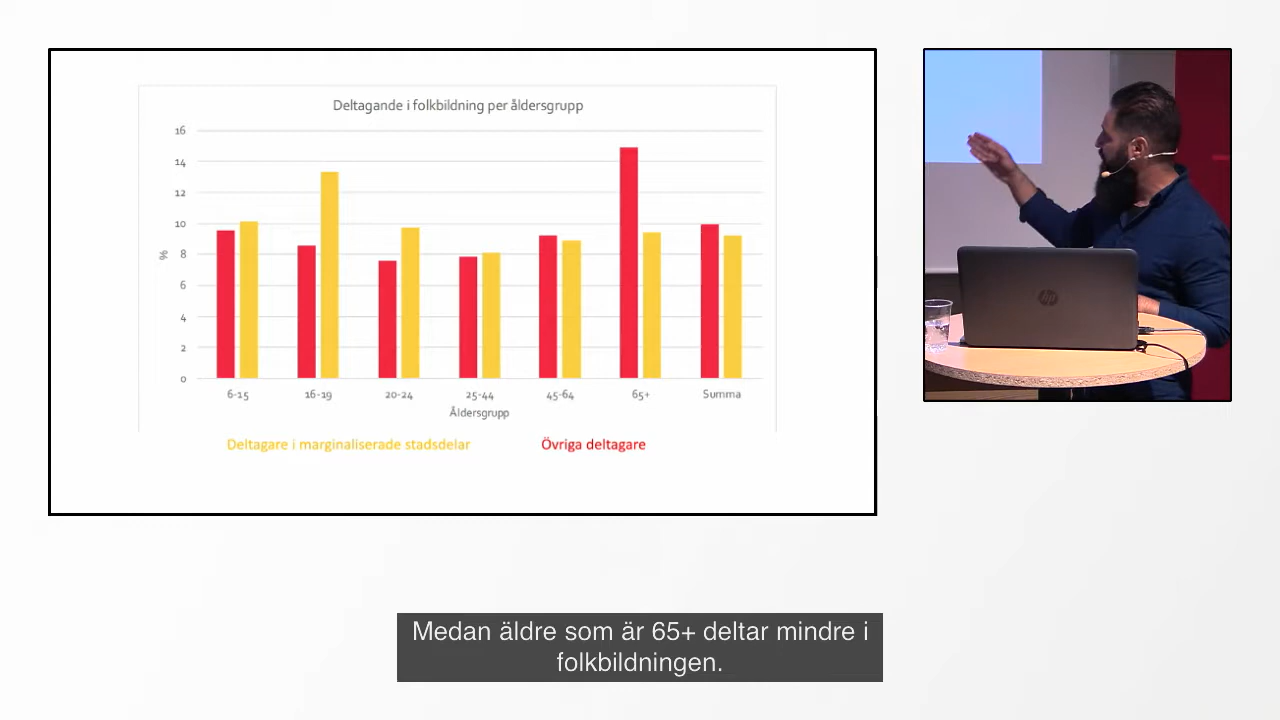 Deltagande i folkbildning per åldersgrupp
16
14
12
10
8
6
4
2
0
%
6-15 16-19 20-24 25-44 45-64 65+ Summa
Åldersgrupp
Deltagare i marginaliserade stadsdelar Övriga deltagare
hp
Medan äldre som är 65+ deltar mindre i
folkbildningen.